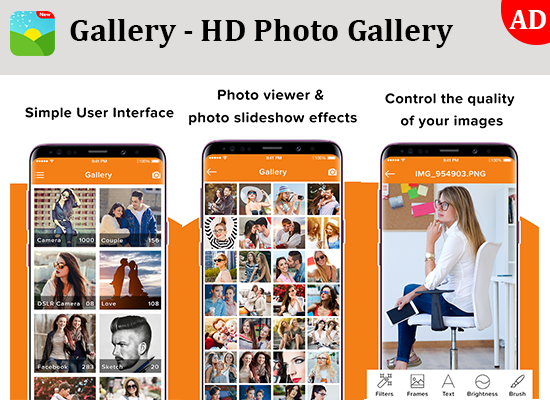 New
Gallery - HD Photo Gallery
AD
Simple User Interface
Photo viewer &
photo slideshow effects
Control the quality
of your images
9:41 PM
100%
Gallery
Camera 1000
Couple 156
DSLR Camera 08
Love 108
Facebook 283
Sketch 20
9:41 PM
100%
Gallery
9:41 PM
100%
IMG_954903.PNG
Filters
Frames
Text
Brightness
Brush